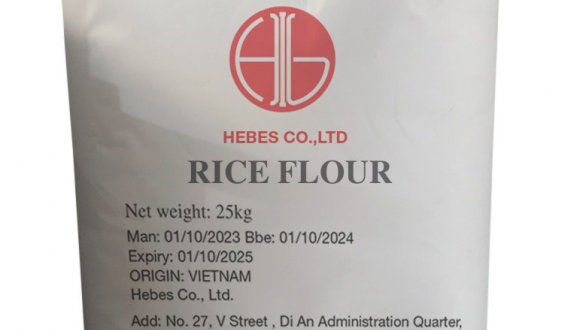 HEBES CO.,LTD
RICE FLOUR
Net weight: 25kg
Man: 01/10/2023 Bbe: 01/10/2024
Expiry: 01/10/2025
ORIGIN: VIETNAM
Hebes Co., Ltd.
Add: No. 27, V Street , Di An Administration Quarter,